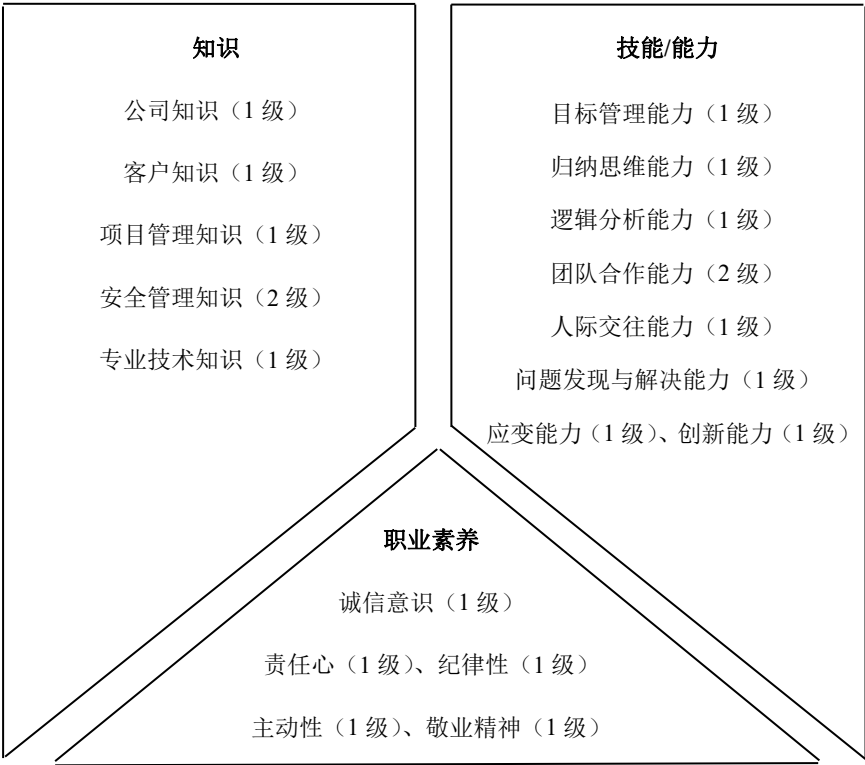 知识
公司知识（1 级）
客户知识（1 级）
项目管理知识（1 级）
安全管理知识（2 级）
专业技术知识（1 级）
技能/能力
目标管理能力（1 级）
归纳思维能力（1 级）
逻辑分析能力（1 级）
团队合作能力（2 级）
人际交往能力（1 级）
问题发现与解决能力（1 级）
应变能力（1 级）、创新能力（1 级）
职业素养
诚信意识（1 级）
责任心（1 级）、纪律性（1 级）
主动性（1 级）、敬业精神（1 级）